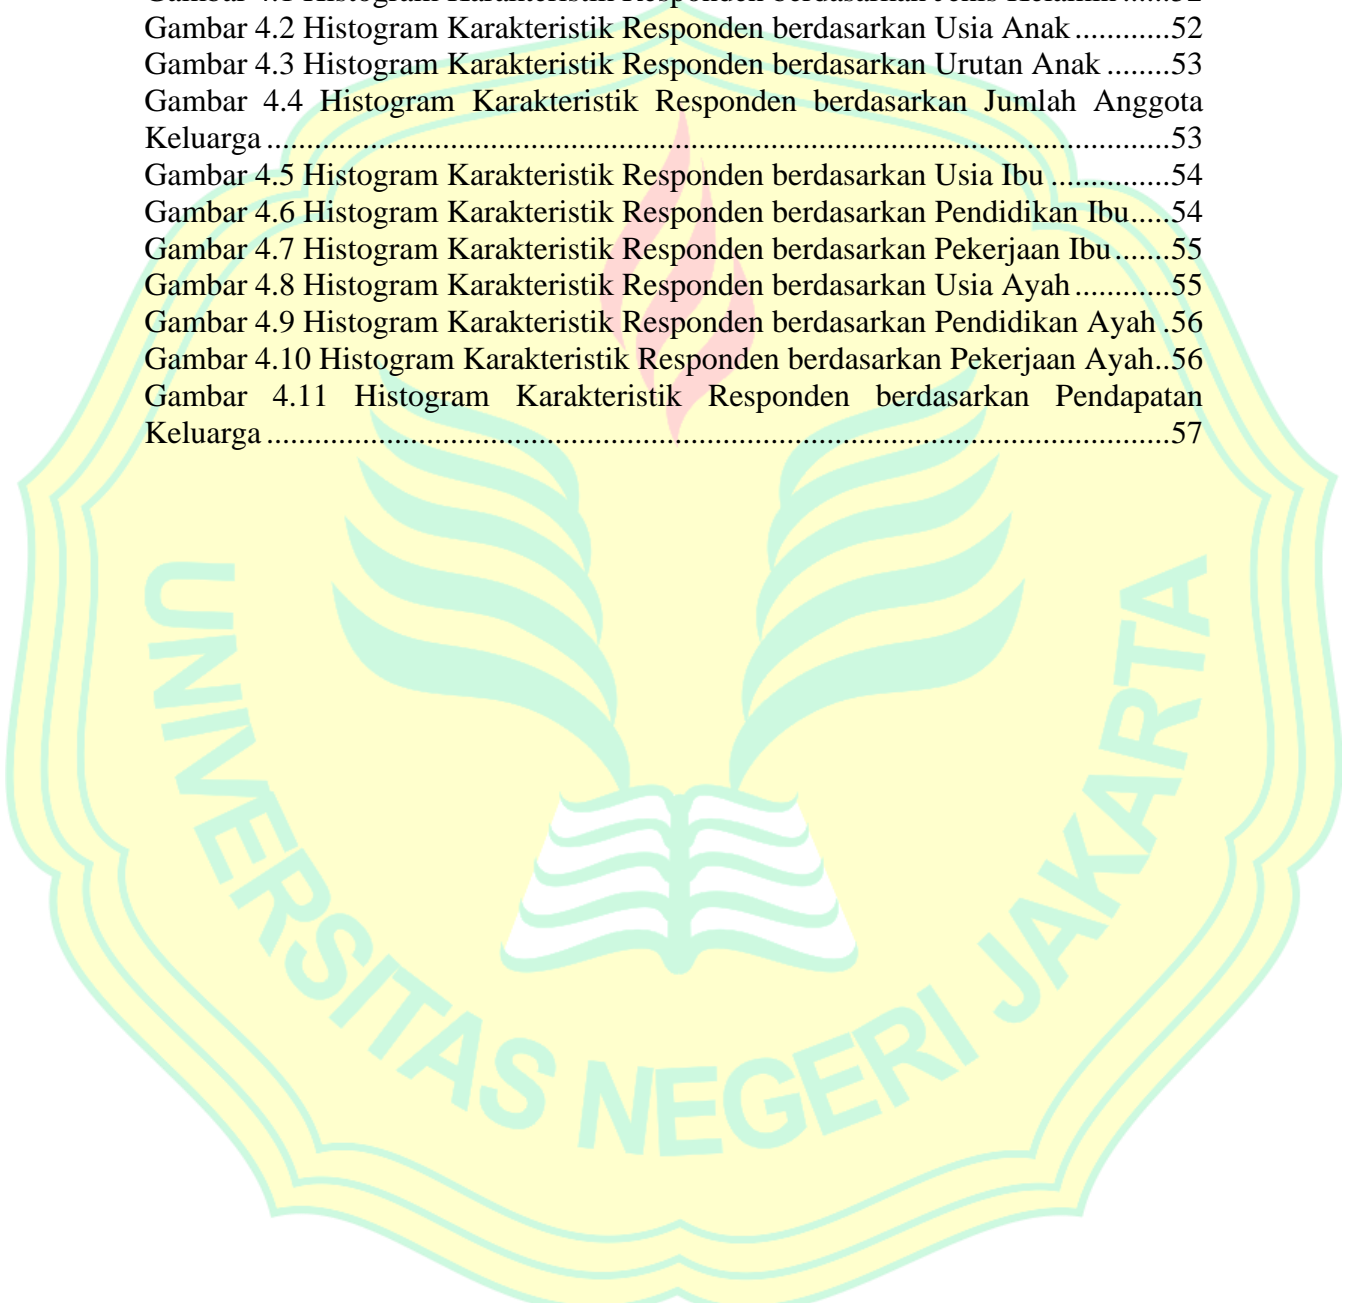 Gambar 4.2 Histogram Karakteristik Responden berdasarkan Usia Anak ............52
Gambar 4.3 Histogram Karakteristik Responden berdasarkan Urutan Anak ........53
Gambar 4.4 Histogram Karakteristik Responden berdasarkan Jumlah Anggota
Keluarga ...............................................................................................53
Gambar 4.5 Histogram Karakteristik Responden berdasarkan Usia Ibu ...............54
Gambar 4.6 Histogram Karakteristik Responden berdasarkan Pendidikan Ibu.....54
Gambar 4.7 Histogram Karakteristik Responden berdasarkan Pekerjaan Ibu.......55
Gambar 4.8 Histogram Karakteristik Responden berdasarkan Usia Ayah ............55
Gambar 4.9 Histogram Karakteristik Responden berdasarkan Pendidikan Ayah .56
Gambar 4.10 Histogram Karakteristik Responden berdasarkan Pekerjaan Ayah..56
Gambar 4.11 Histogram Karakteristik Responden berdasarkan Pendapatan
Keluarga ...............................................................................................57
UNIVERSITAS NEGERI JAKARTA